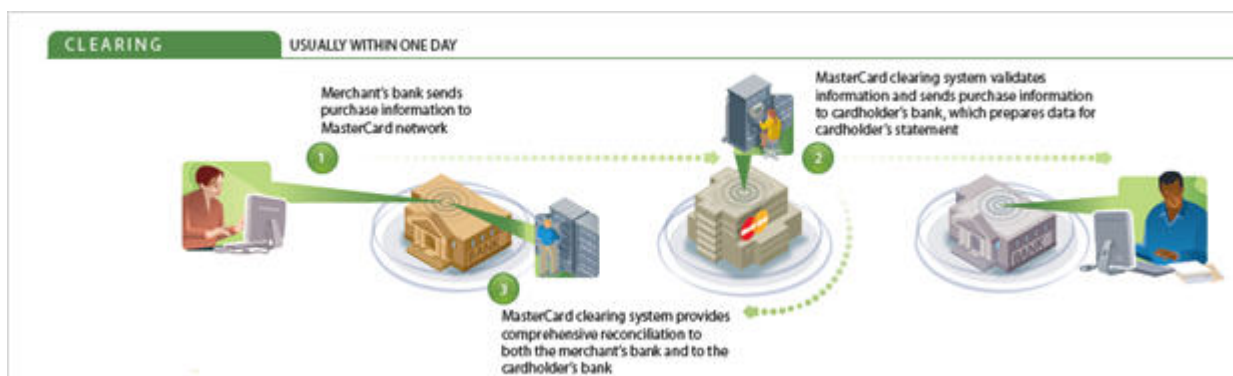 CLEARING
USUALLY WITHIN ONE DAY
Merchant's bank sends
purchase information to
MasterCard network
1
MasterCard clearing system validates
information and sends purchase information
to cardholder's bank, which prepares data for
cardholder's statement
2
BANK
BANK
3
MasterCard clearing system provides
comprehensive reconciliation to
both the merchant's bank and to the
cardholder's bank